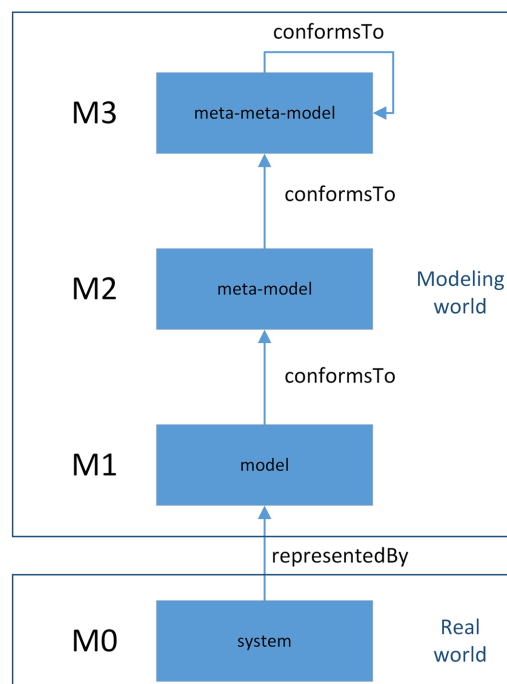 conformsTo
M3
meta-meta-model
conformsTo
M2
meta-model
Modeling
world
conformsTo
M1
model
representedBy
M0
system
Real
world